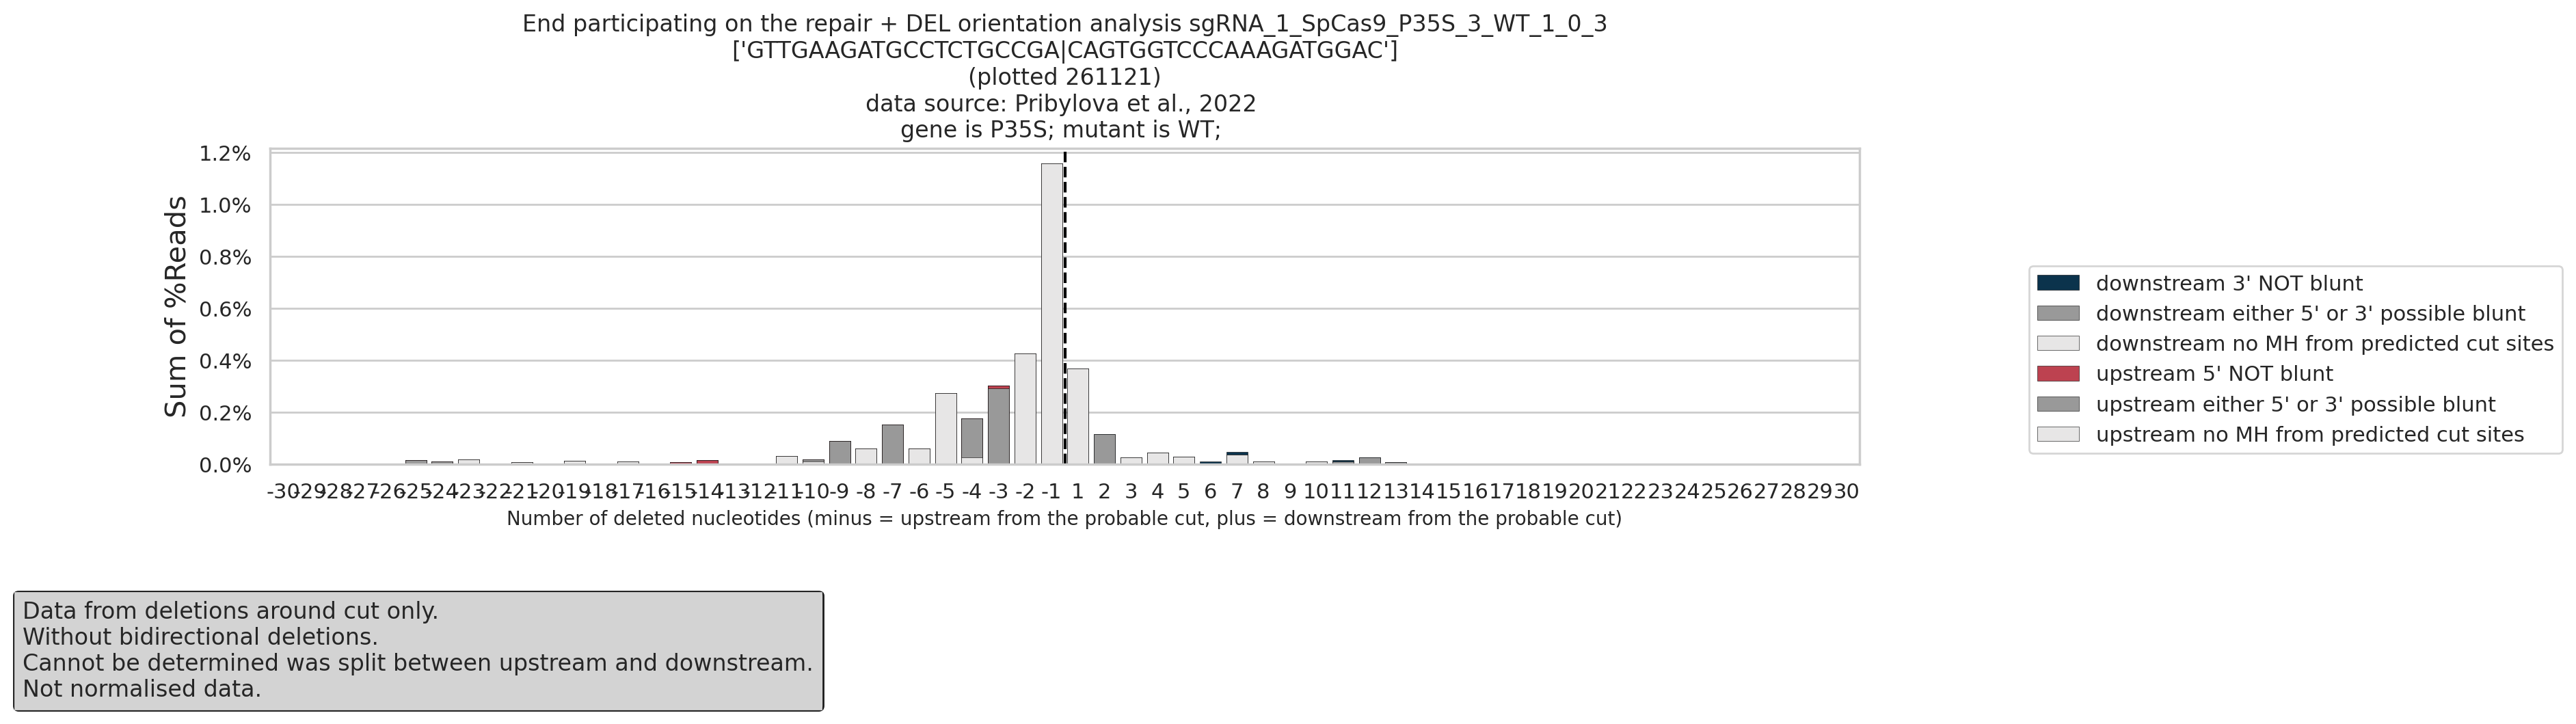 End participating on the repair + DEL orientation analysis sgRNA_1_SpCas9_P35S_3_WT_1_0_3
['GTTGAAGATGCCTCTGCCGA|CAGTGGTCCCAAAGATGGAC']
(plotted 261121)
data source: Pribylova et al., 2022
gene is P35S; mutant is WT;
1.2%
1.0%
0.8%
0.6%
0.4%
0.2%
0.0%
Sum of %Reads
-30 -29 -28 -27 -26 -25 -24 -23 -22 -21 -20 -19 -18 -17 -16 -15 -14 -13 -12 -11 -10 -9 -8 -7 -6 -5 -4 -3 -2 -1 1 2 3 4 5 6 7 8 9 10 11 12 13 14 15 16 17 18 19 20 21 22 23 24 25 26 27 28 29 30
Number of deleted nucleotides (minus = upstream from the probable cut, plus = downstream from the probable cut)
downstream 3' NOT blunt
downstream either 5' or 3' possible blunt
downstream no MH from predicted cut sites
upstream 5' NOT blunt
upstream either 5' or 3' possible blunt
upstream no MH from predicted cut sites
Data from deletions around cut only.
Without bidirectional deletions.
Cannot be determined was split between upstream and downstream.
Not normalised data.